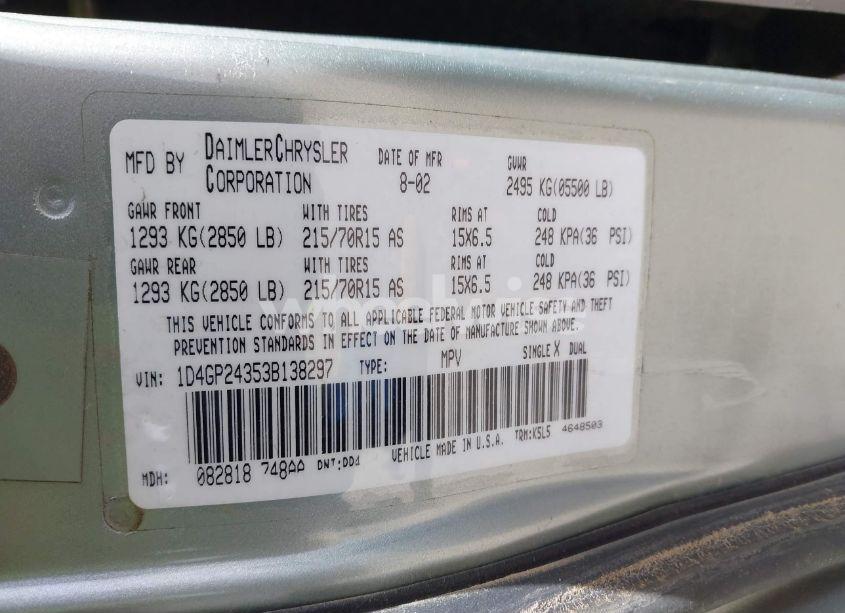 MFD BY DAIMLERCHRYSLER CORPORATION DATE OF MFR 8-02 GVWR 2495 KG(05500 LB)
GAWR FRONT WITH TIRES RIMS AT COLD
1293 KG(2850 LB) 215/70R15 AS 15X6.5 248 KPA(36 PSI)
GAWR REAR WITH TIRES RIMS AT COLD
1293 KG(2850 LB) 215/70R15 AS 15X6.5 248 KPA(36 PSI)
THIS VEHICLE CONFORMS TO ALL APPLICABLE FEDERAL MOTOR VEHICLE SAFETY AND THEFT
PREVENTION STANDARDS IN EFFECT ON THE DATE OF MANUFACTURE SHOWN ABOVE.
VIN: 1D4GP24353B138297 TYPE: MPV SINGLE X DUAL
VEHICLE MADE IN U.S.A. TRM:K5L5 4648503
MDH: 082818 748AA PNT:DD4